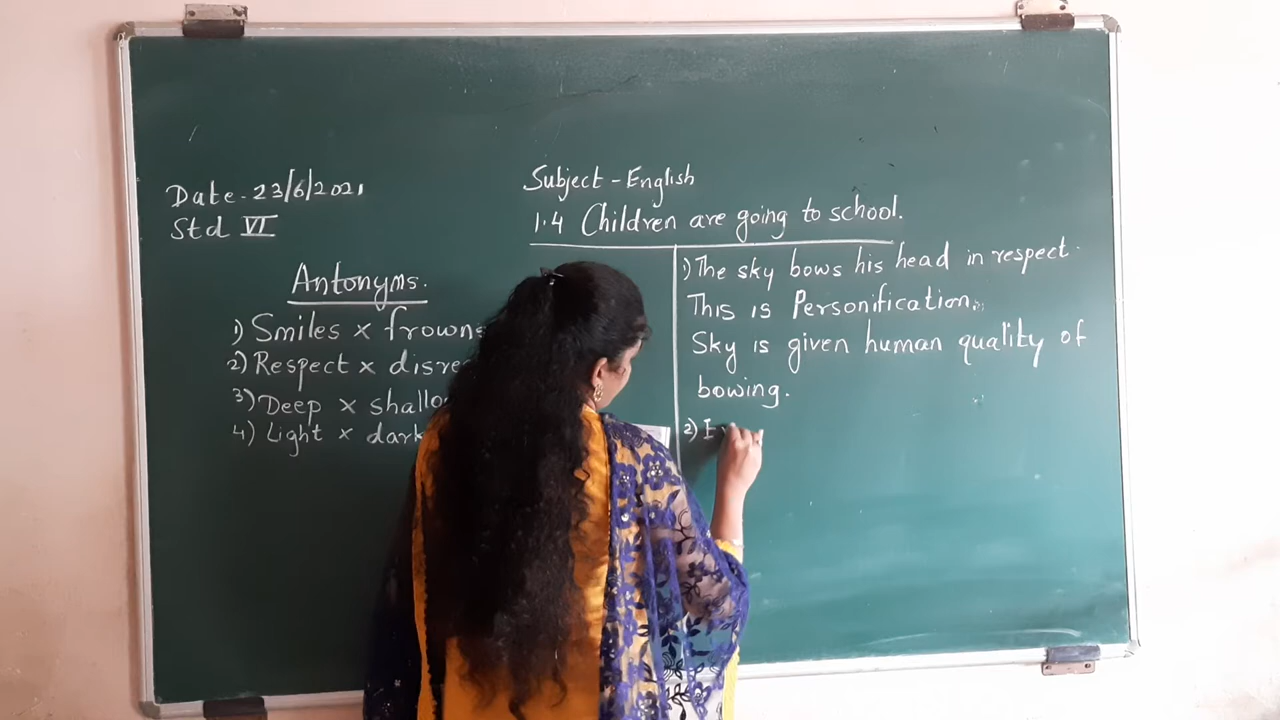 Date. 23/6/2021
Std VI
Subject - English
1.4 Children are going to school.
Antonyms.
1) Smiles x frowns
2) Respect x
3) Deep x
4) Light x dark
1) The sky bows his head in respect.
This is Personification.
Sky is given human quality of
bowing.
2)